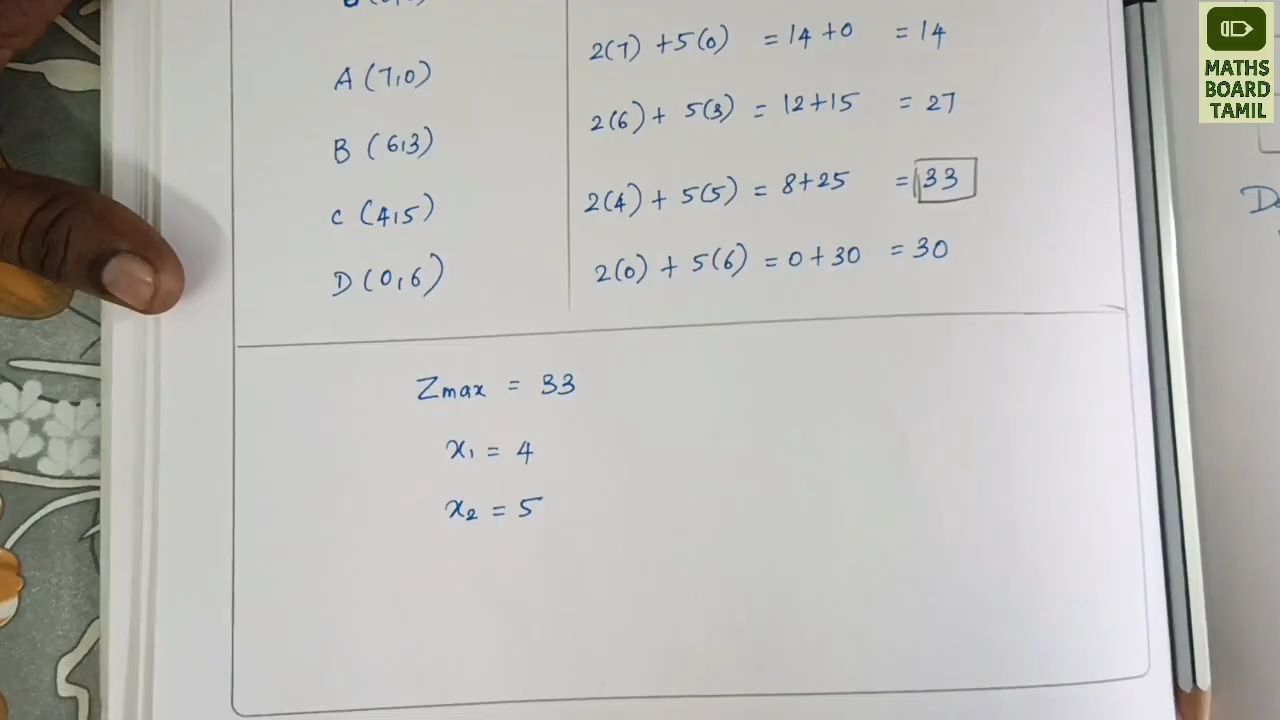 MATHS
BOARD
TAMIL
2(7) + 5(0) = 14 + 0 = 14
A (7,0)
2(6) + 5(3) = 12 + 15 = 27
B (6,3)
2(4) + 5(5) = 8 + 25 = 33
C (4,5)
2(0) + 5(6) = 0 + 30 = 30
D (0,6)
Zmax = 33
x₁ = 4
x₂ = 5